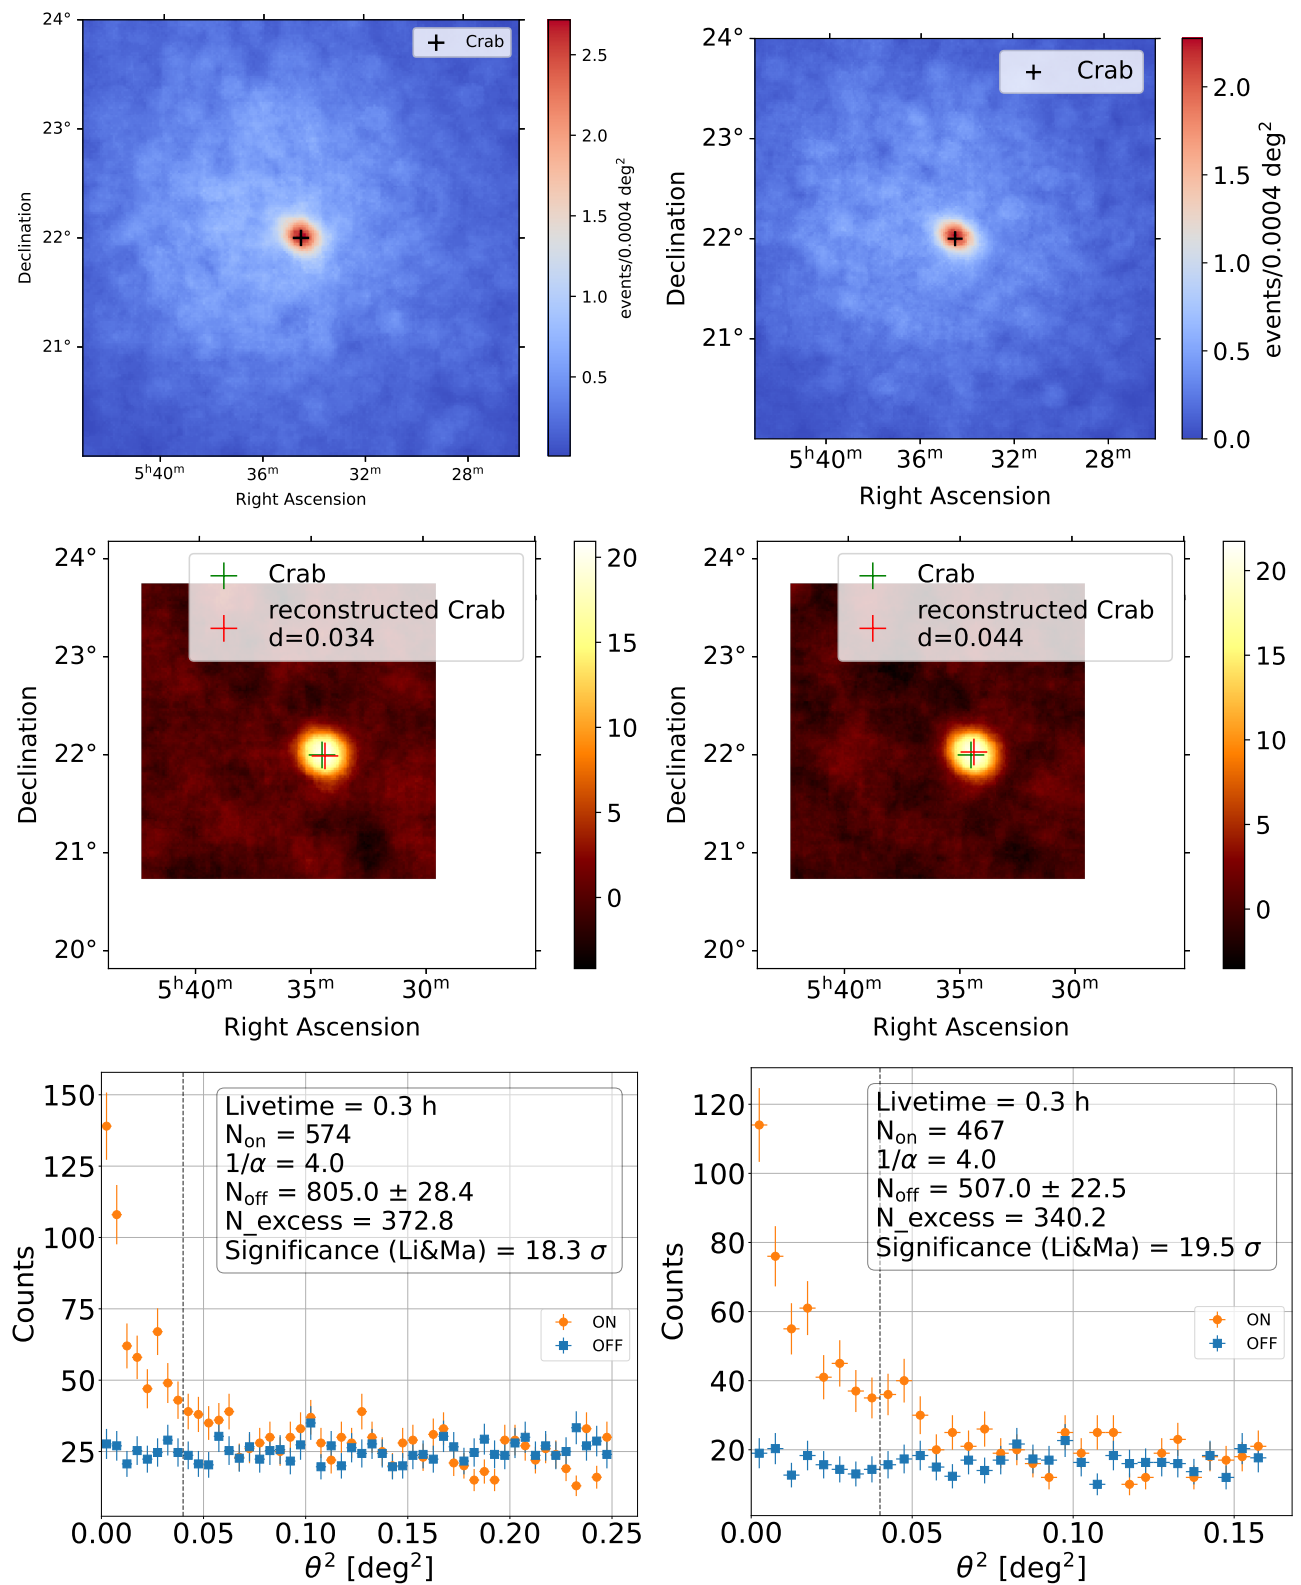 24°
23°
22°
21°
Declination
5ʰ40ᵐ
36ᵐ
32ᵐ
28ᵐ
Right Ascension
Crab
2.5
2.0
1.5
1.0
0.5
events/0.0004 deg²
24°
23°
22°
21°
Declination
5ʰ40ᵐ
36ᵐ
32ᵐ
28ᵐ
Right Ascension
Crab
2.0
1.5
1.0
0.5
0.0
events/0.0004 deg²
24°
23°
22°
21°
20°
Declination
5ʰ40ᵐ
35ᵐ
30ᵐ
Right Ascension
Crab
reconstructed Crab
d=0.034
20
15
10
5
0
24°
23°
22°
21°
20°
Declination
5ʰ40ᵐ
35ᵐ
30ᵐ
Right Ascension
Crab
reconstructed Crab
d=0.044
20
15
10
5
0
150
125
100
75
50
25
Counts
0.00
0.05
0.10
0.15
0.20
0.25
θ² [deg²]
Livetime = 0.3 h
Nₒₙ = 574
1/α = 4.0
N_off = 805.0 ± 28.4
N_excess = 372.8
Significance (Li&Ma) = 18.3 σ
ON
OFF
120
100
80
60
40
20
Counts
0.00
0.05
0.10
0.15
θ² [deg²]
Livetime = 0.3 h
Nₒₙ = 467
1/α = 4.0
N_off = 507.0 ± 22.5
N_excess = 340.2
Significance (Li&Ma) = 19.5 σ
ON
OFF